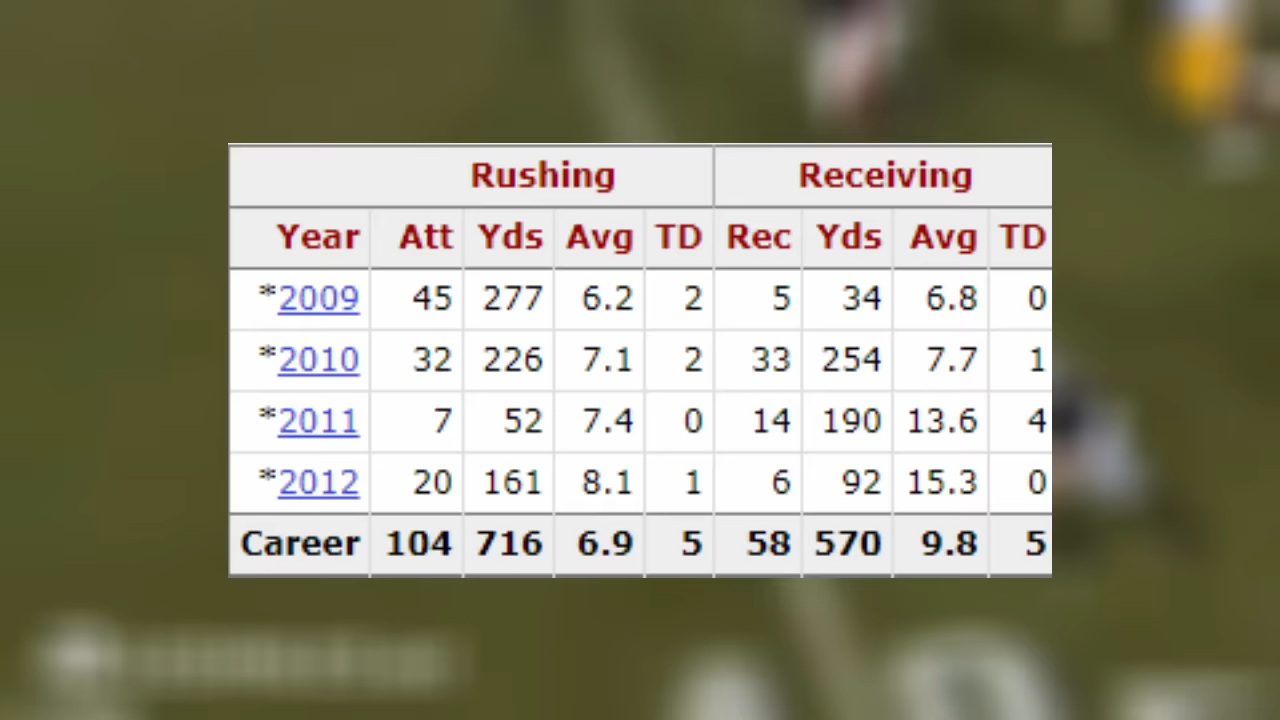 Rushing Receiving
Year Att Yds Avg TD Rec Yds Avg TD
*2009 45 277 6.2 2 5 34 6.8 0
*2010 32 226 7.1 2 33 254 7.7 1
*2011 7 52 7.4 0 14 190 13.6 4
*2012 20 161 8.1 1 6 92 15.3 0
Career 104 716 6.9 5 58 570 9.8 5